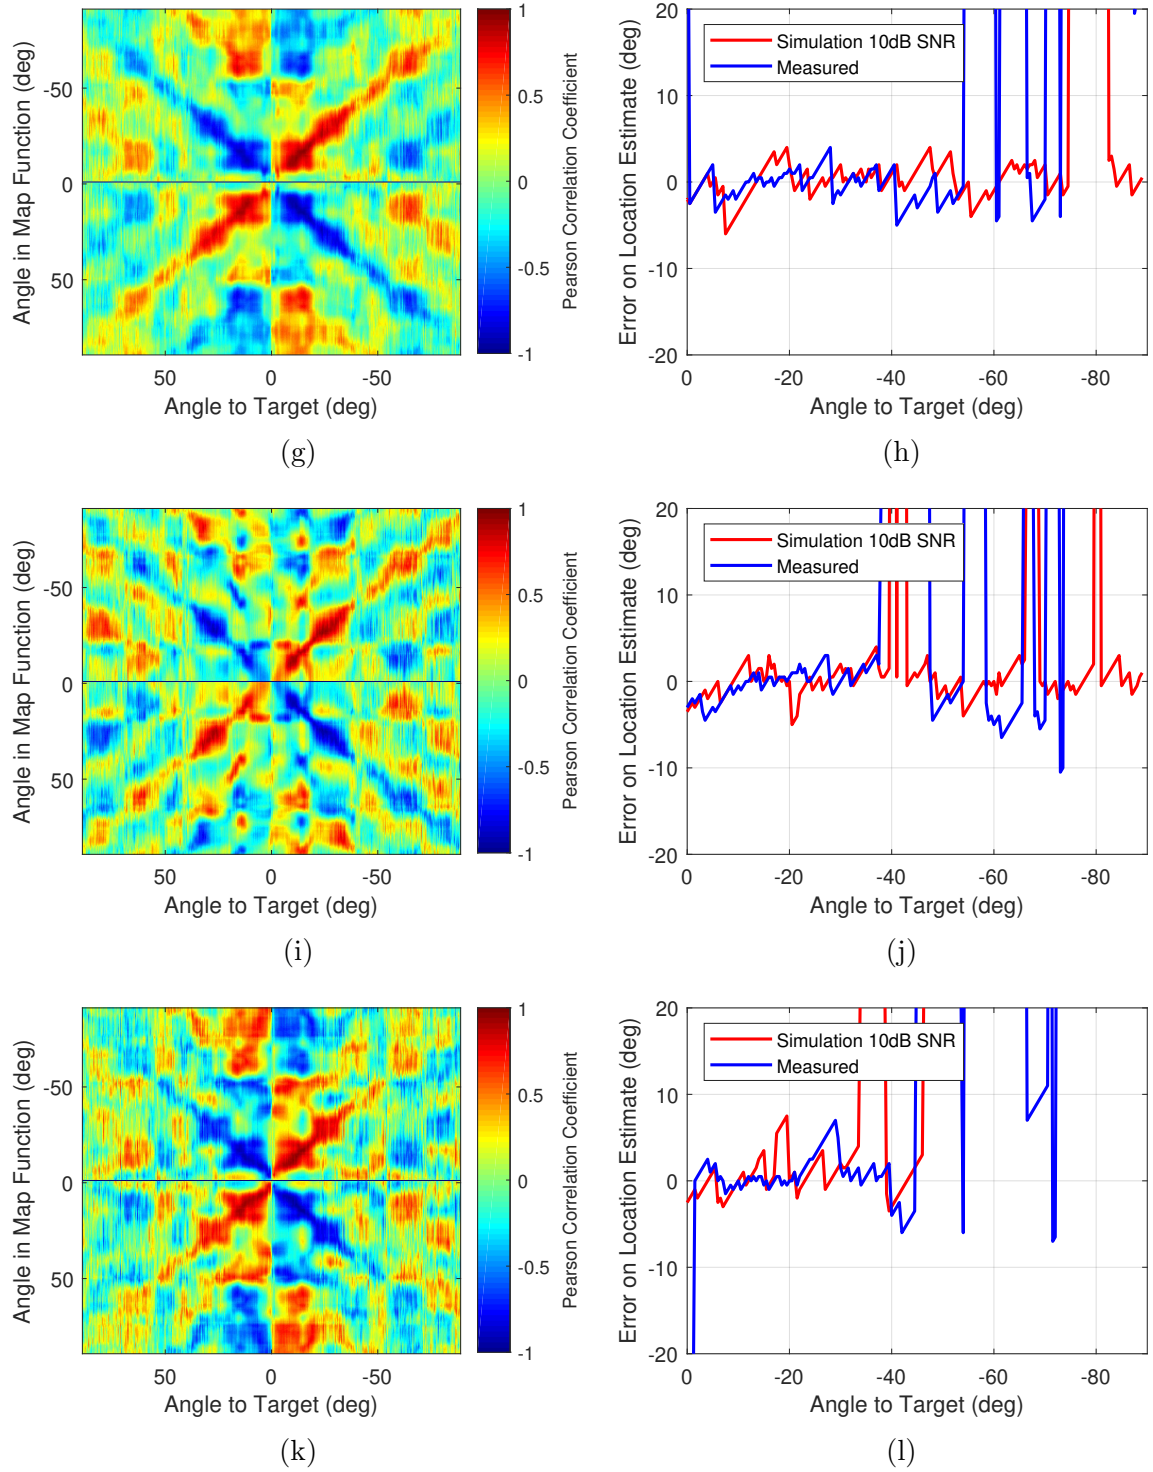 1
0.5
0
-0.5
-1
Pearson Correlation Coefficient
Angle in Map Function (deg)
-50
0
50
50 0 -50
Angle to Target (deg)
(g)
20
10
0
-10
-20
Error on Location Estimate (deg)
Simulation 10dB SNR
Measured
0 -20 -40 -60 -80
Angle to Target (deg)
(h)
1
0.5
0
-0.5
-1
Pearson Correlation Coefficient
Angle in Map Function (deg)
-50
0
50
50 0 -50
Angle to Target (deg)
(i)
20
10
0
-10
-20
Error on Location Estimate (deg)
Simulation 10dB SNR
Measured
0 -20 -40 -60 -80
Angle to Target (deg)
(j)
1
0.5
0
-0.5
-1
Pearson Correlation Coefficient
Angle in Map Function (deg)
-50
0
50
50 0 -50
Angle to Target (deg)
(k)
20
10
0
-10
-20
Error on Location Estimate (deg)
Simulation 10dB SNR
Measured
0 -20 -40 -60 -80
Angle to Target (deg)
(l)